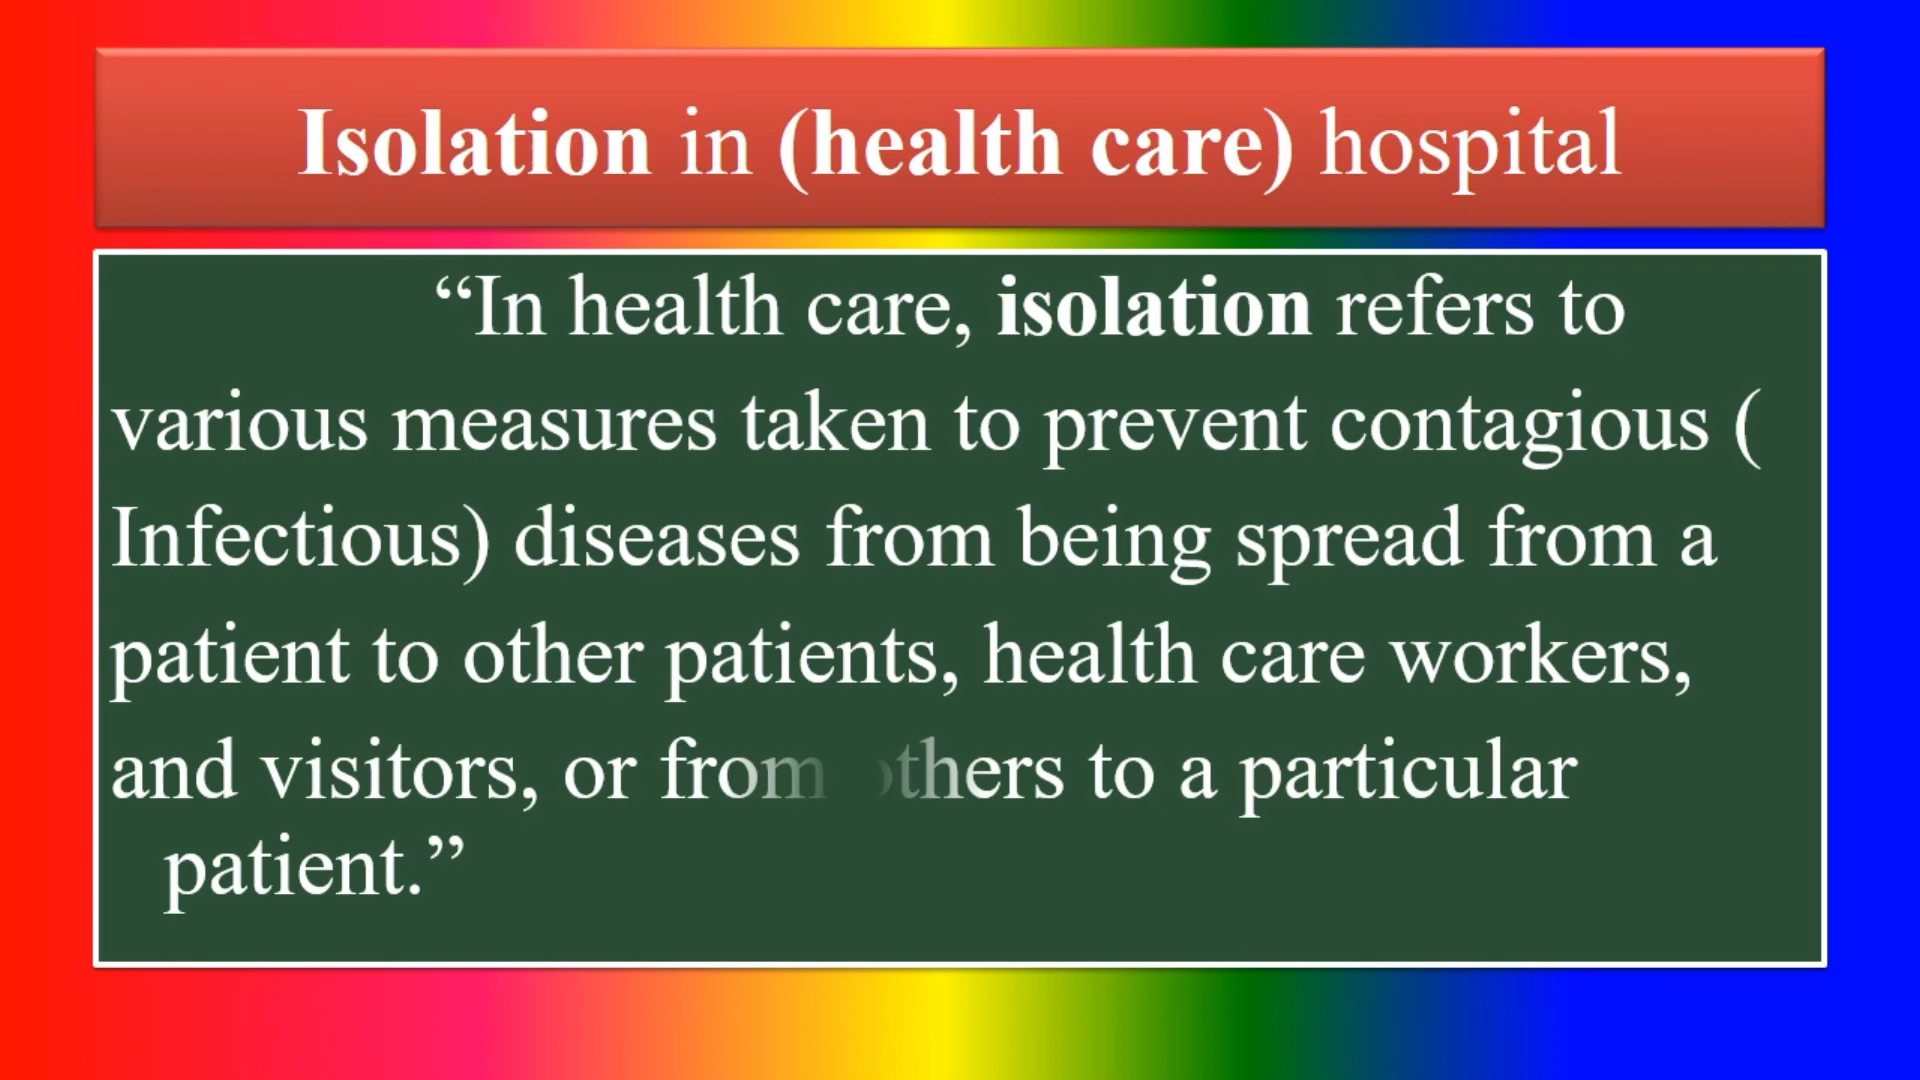 Isolation in (health care) hospital
“In health care, isolation refers to
various measures taken to prevent contagious (
Infectious) diseases from being spread from a
patient to other patients, health care workers,
and visitors, or from others to a particular
patient.”